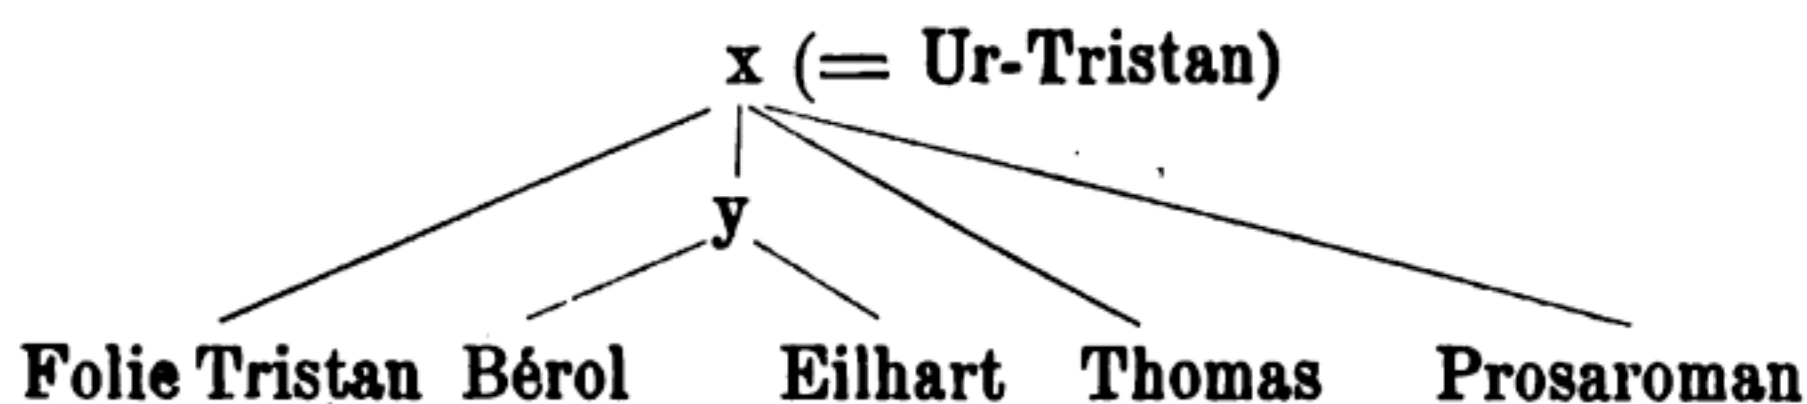 x (= Ur-Tristan)
y
Folie Tristan Bérol Eilhart Thomas Prosaroman